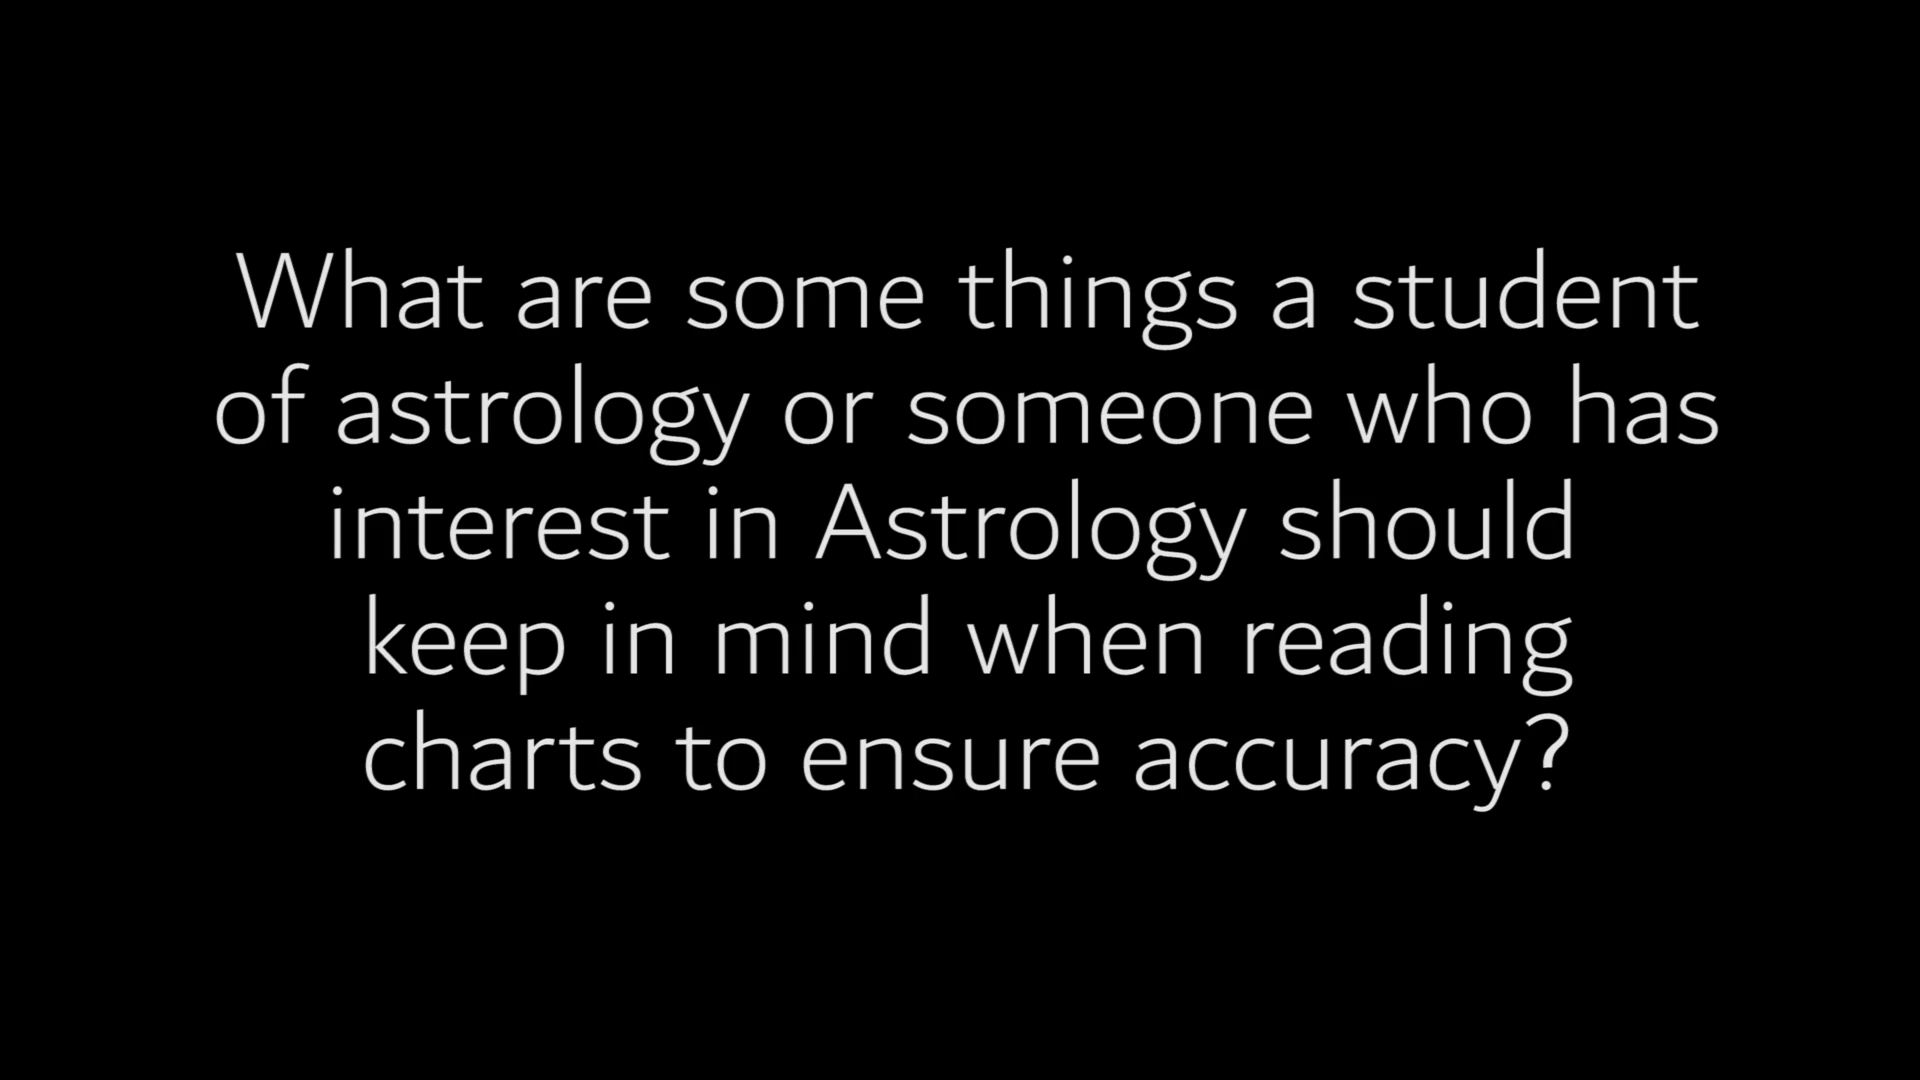 What are some things a student
of astrology or someone who has
interest in Astrology should
keep in mind when reading
charts to ensure accuracy?